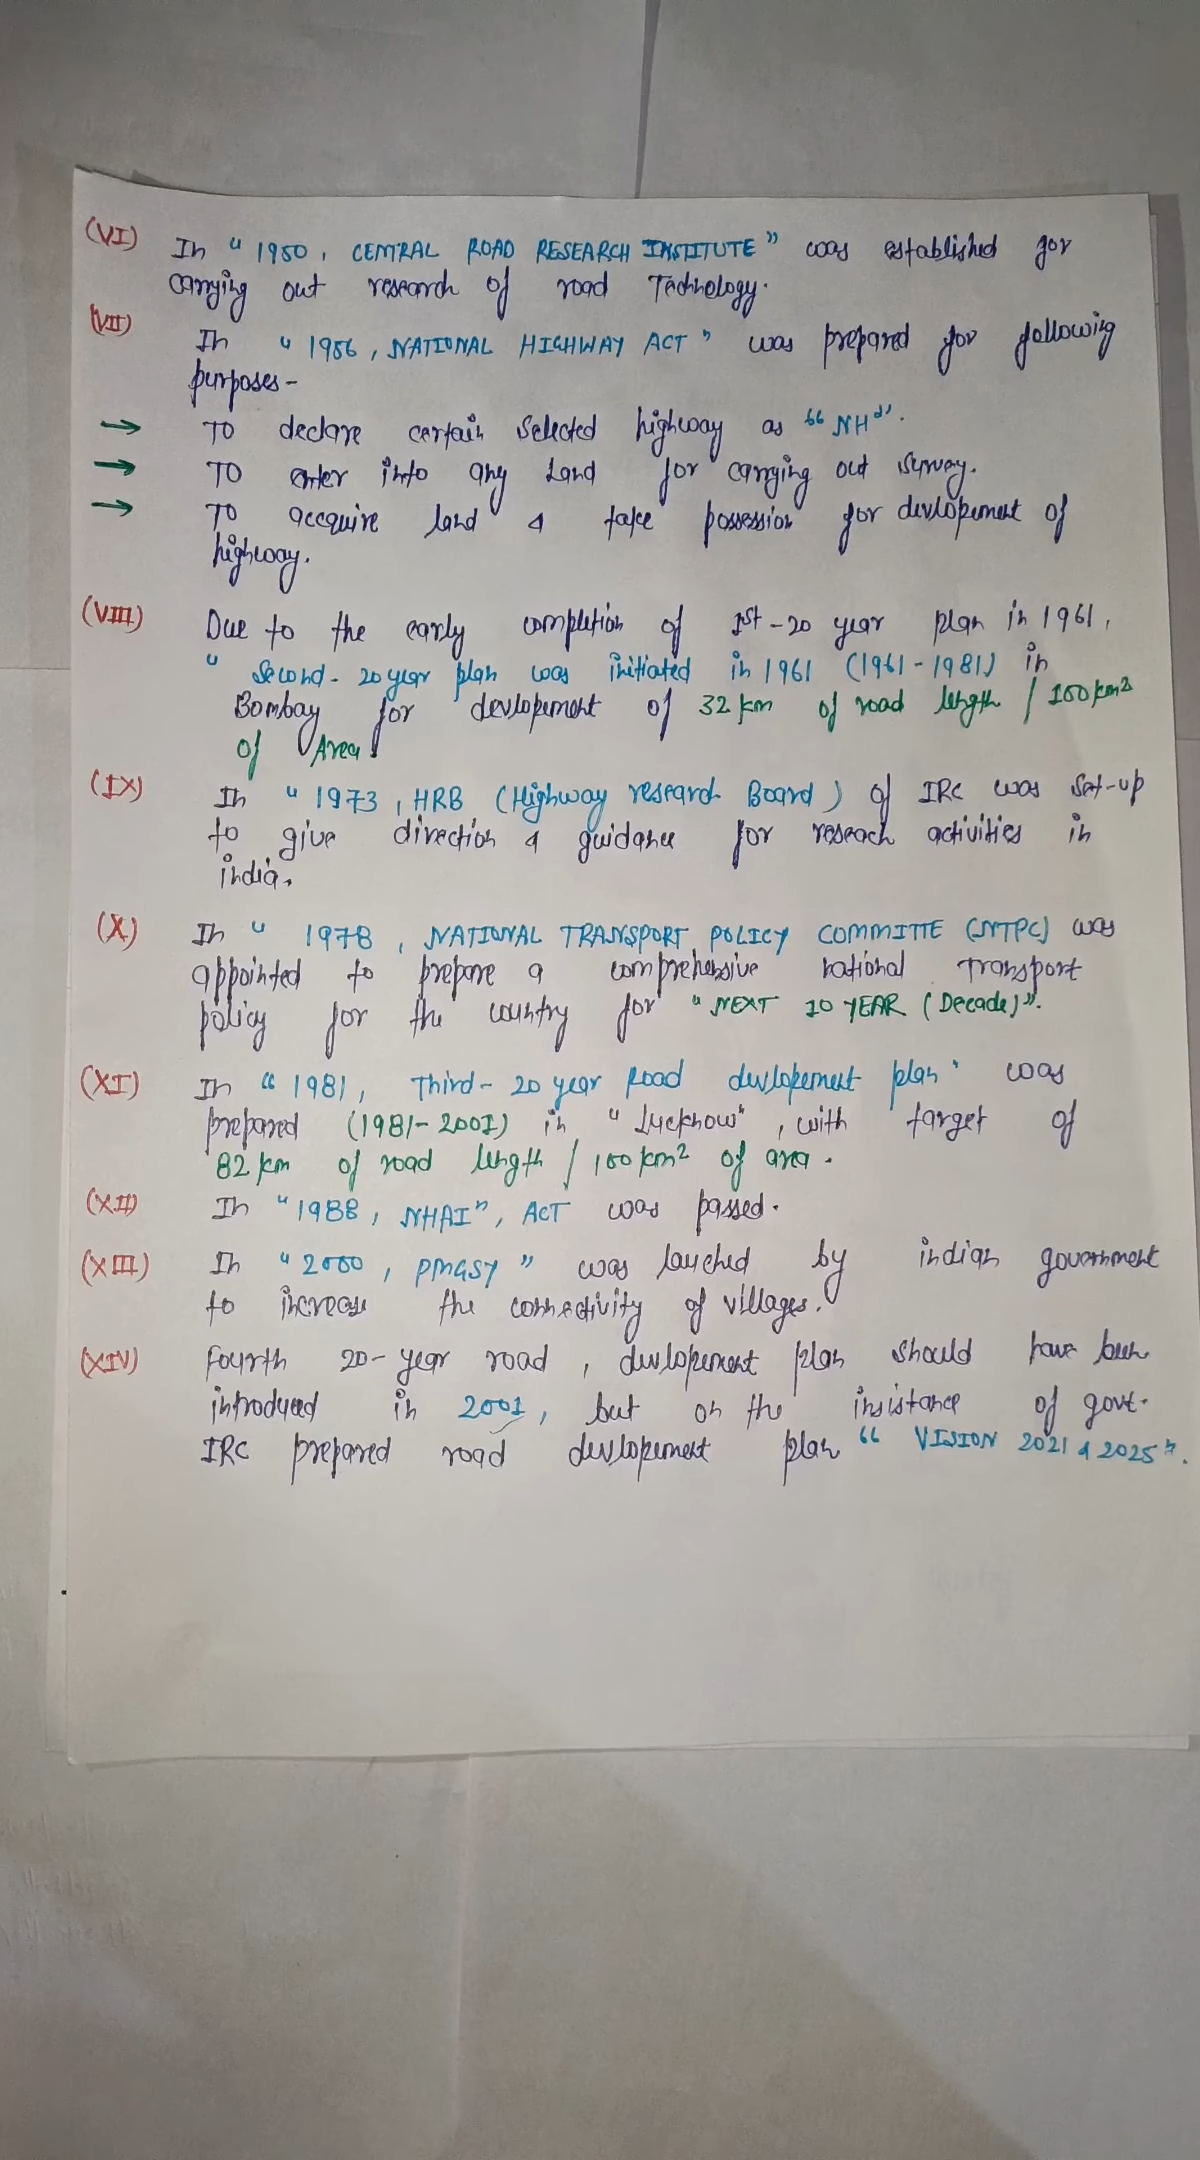 (VI) In "1950, CENTRAL ROAD RESEARCH INSTITUTE" was established for
carrying out research of road Technology.
(VII) In "1956, NATIONAL HIGHWAY ACT" was prepared for following
purposes-
→ TO declare certain selected highway as "NH".
→ TO enter into any Land for carrying out survey.
→ TO accquire land & take possession for devlopement of
highway.
(VIII) Due to the early completion of 1st-20 year plan in 1961,
"Second-20 year plan was initiated in 1961 (1961-1981) in
Bombay for devlopement of 32 km of road length / 100 km²
of Area.
(IX) In "1973, HRB (Highway research Board) of IRC was set-up
to give direction & guidance for reseach activities in
india.
(X) In "1978, NATIONAL TRANSPORT POLICY COMMITTE (NTPC) was
appointed to prepare a comprehensive national Transport
policy for the country for "NEXT 10 YEAR (Decade)".
(XI) In "1981, Third-20 year Road devlopement plan" was
prepared (1981-2001) in "Lucknow", with target of
82 km of road length / 100 km² of area.
(XII) In "1988, NHAI", ACT was passed.
(XIII) In "2000, PMGSY" was lauched by indian government
to increase the connectivity of villages.
(XIV) Fourth 20-year road, devlopement plan should have been
introduced in 2001, but on the insistance of govt.
IRC prepared road devlopement plan "VISION 2021 & 2025".